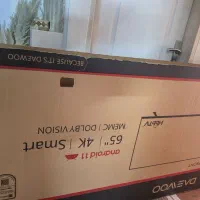 BECAUSE IT'S DAEWOO
65" | 4K | Smart
MEMC | DOLBY VISION
android 11
DAEWOO